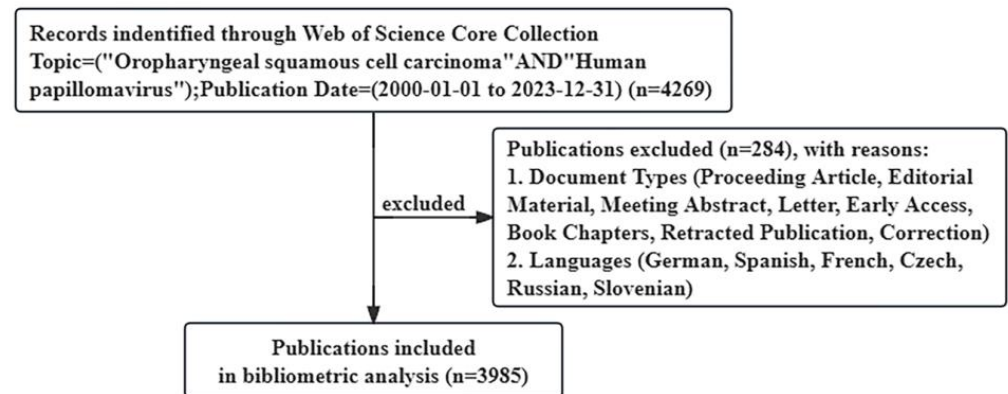 Records indentified through Web of Science Core Collection
Topic=("Oropharyngeal squamous cell carcinoma"AND"Human
papillomavirus");Publication Date=(2000-01-01 to 2023-12-31) (n=4269)
excluded
Publications excluded (n=284), with reasons:
1. Document Types (Proceeding Article, Editorial
Material, Meeting Abstract, Letter, Early Access,
Book Chapters, Retracted Publication, Correction)
2. Languages (German, Spanish, French, Czech,
Russian, Slovenian)
Publications included
in bibliometric analysis (n=3985)